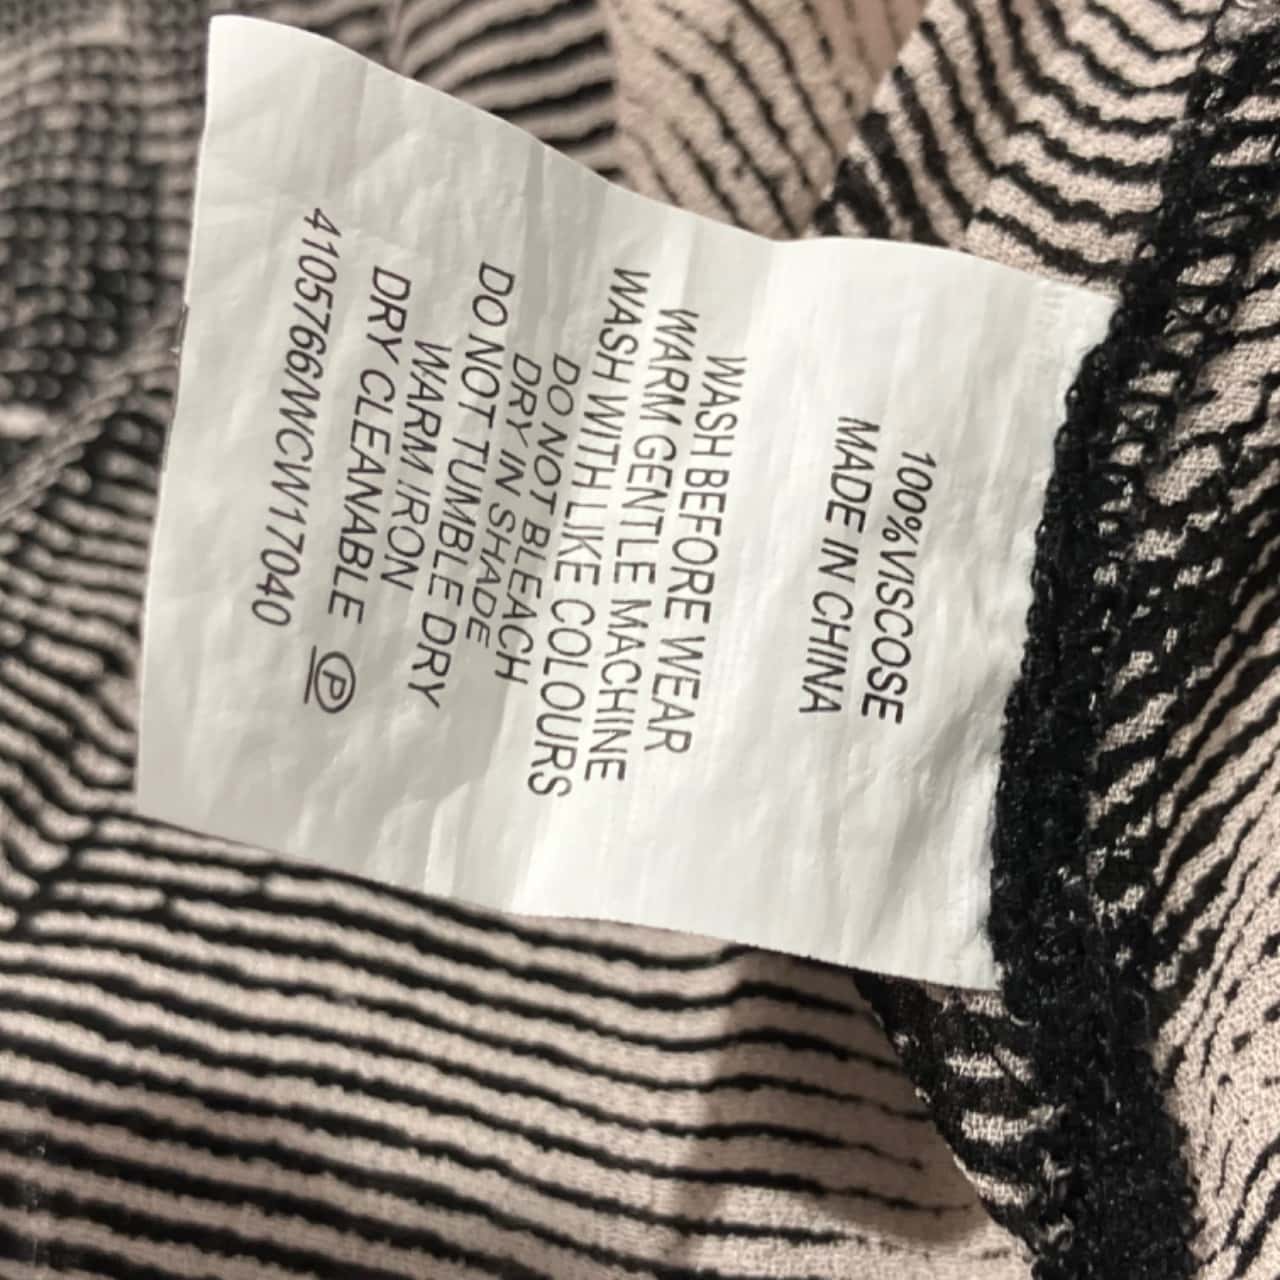 100%VISCOSE
MADE IN CHINA
WASH BEFORE WEAR
WARM GENTLE MACHINE
WASH WITH LIKE COLOURS
DO NOT BLEACH
DRY IN SHADE
DO NOT TUMBLE DRY
WARM IRON
DRY CLEANABLE P
4105766/WCW17040